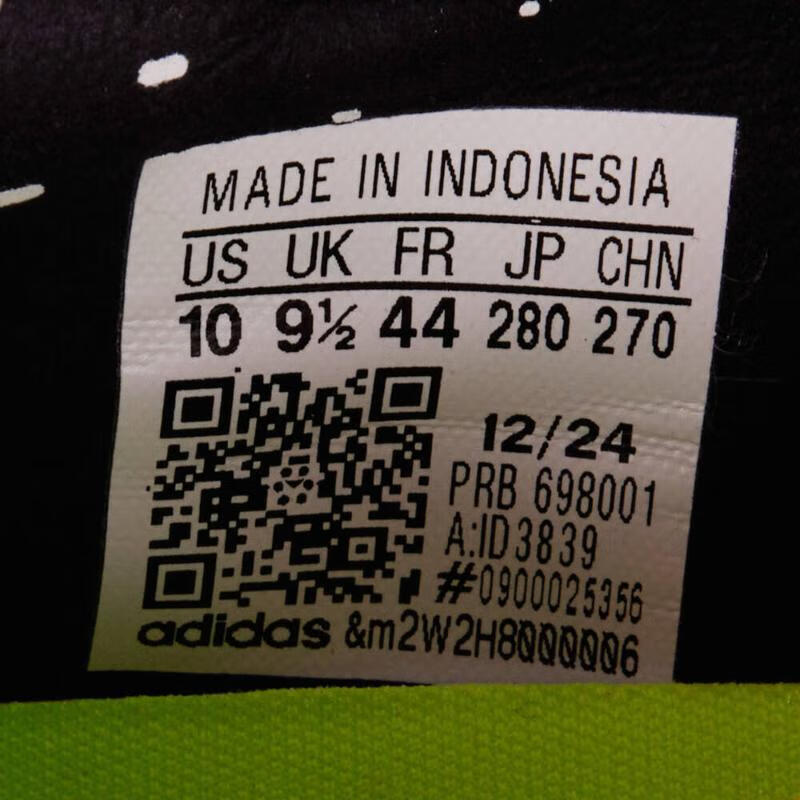 MADE IN INDONESIA
US UK FR JP CHN
10 9½ 44 280 270
12/24
PRB 698001
A:ID3839
#0900025356
adidas &m2W2H8000006